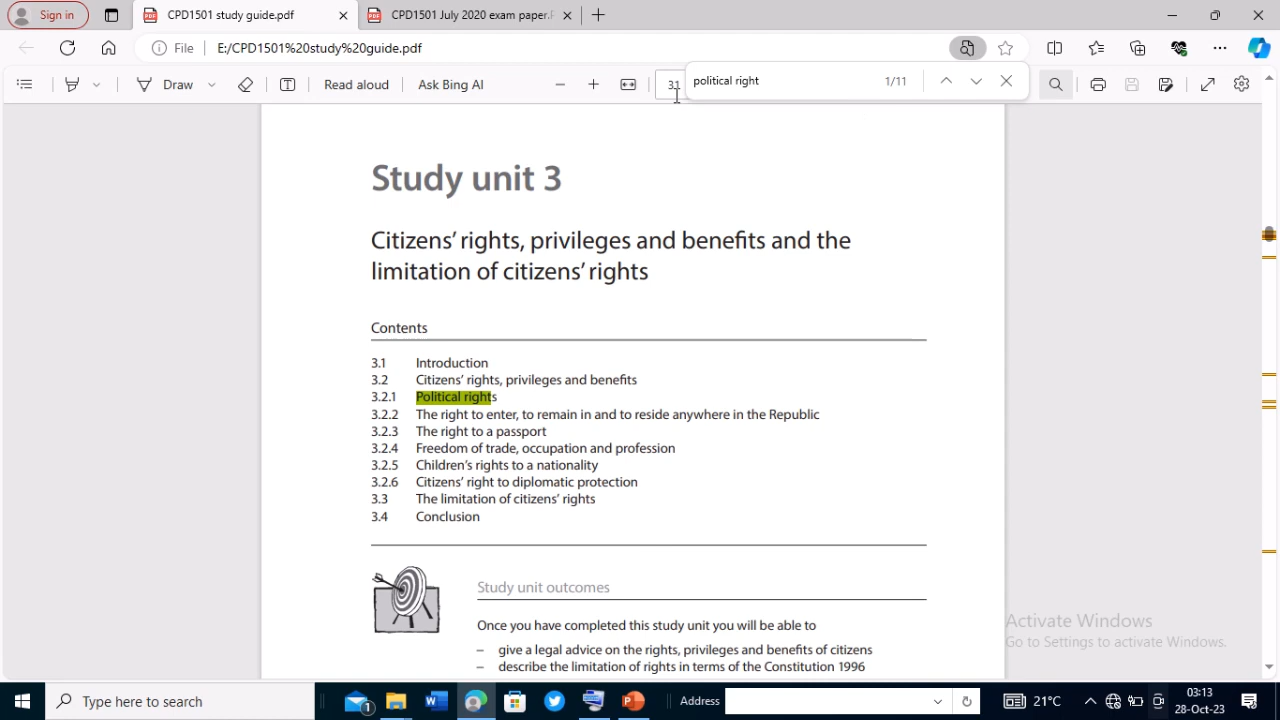 Sign in
CPD1501 study guide.pdf
CPD1501 July 2020 exam paper.
File
E:/CPD1501%20study%20guide.pdf
Draw
Read aloud
Ask Bing AI
31
political right
1/11
Study unit 3
Citizens' rights, privileges and benefits and the
limitation of citizens' rights
Contents
3.1 Introduction
3.2 Citizens' rights, privileges and benefits
3.2.1 Political rights
3.2.2 The right to enter, to remain in and to reside anywhere in the Republic
3.2.3 The right to a passport
3.2.4 Freedom of trade, occupation and profession
3.2.5 Children's rights to a nationality
3.2.6 Citizens' right to diplomatic protection
3.3 The limitation of citizens' rights
3.4 Conclusion
Study unit outcomes
Once you have completed this study unit you will be able to
– give a legal advice on the rights, privileges and benefits of citizens
– describe the limitation of rights in terms of the Constitution 1996
Activate Windows
Go to Settings to activate Windows.
Type here to search
1
Address
21°C
03:13
28-Oct-23